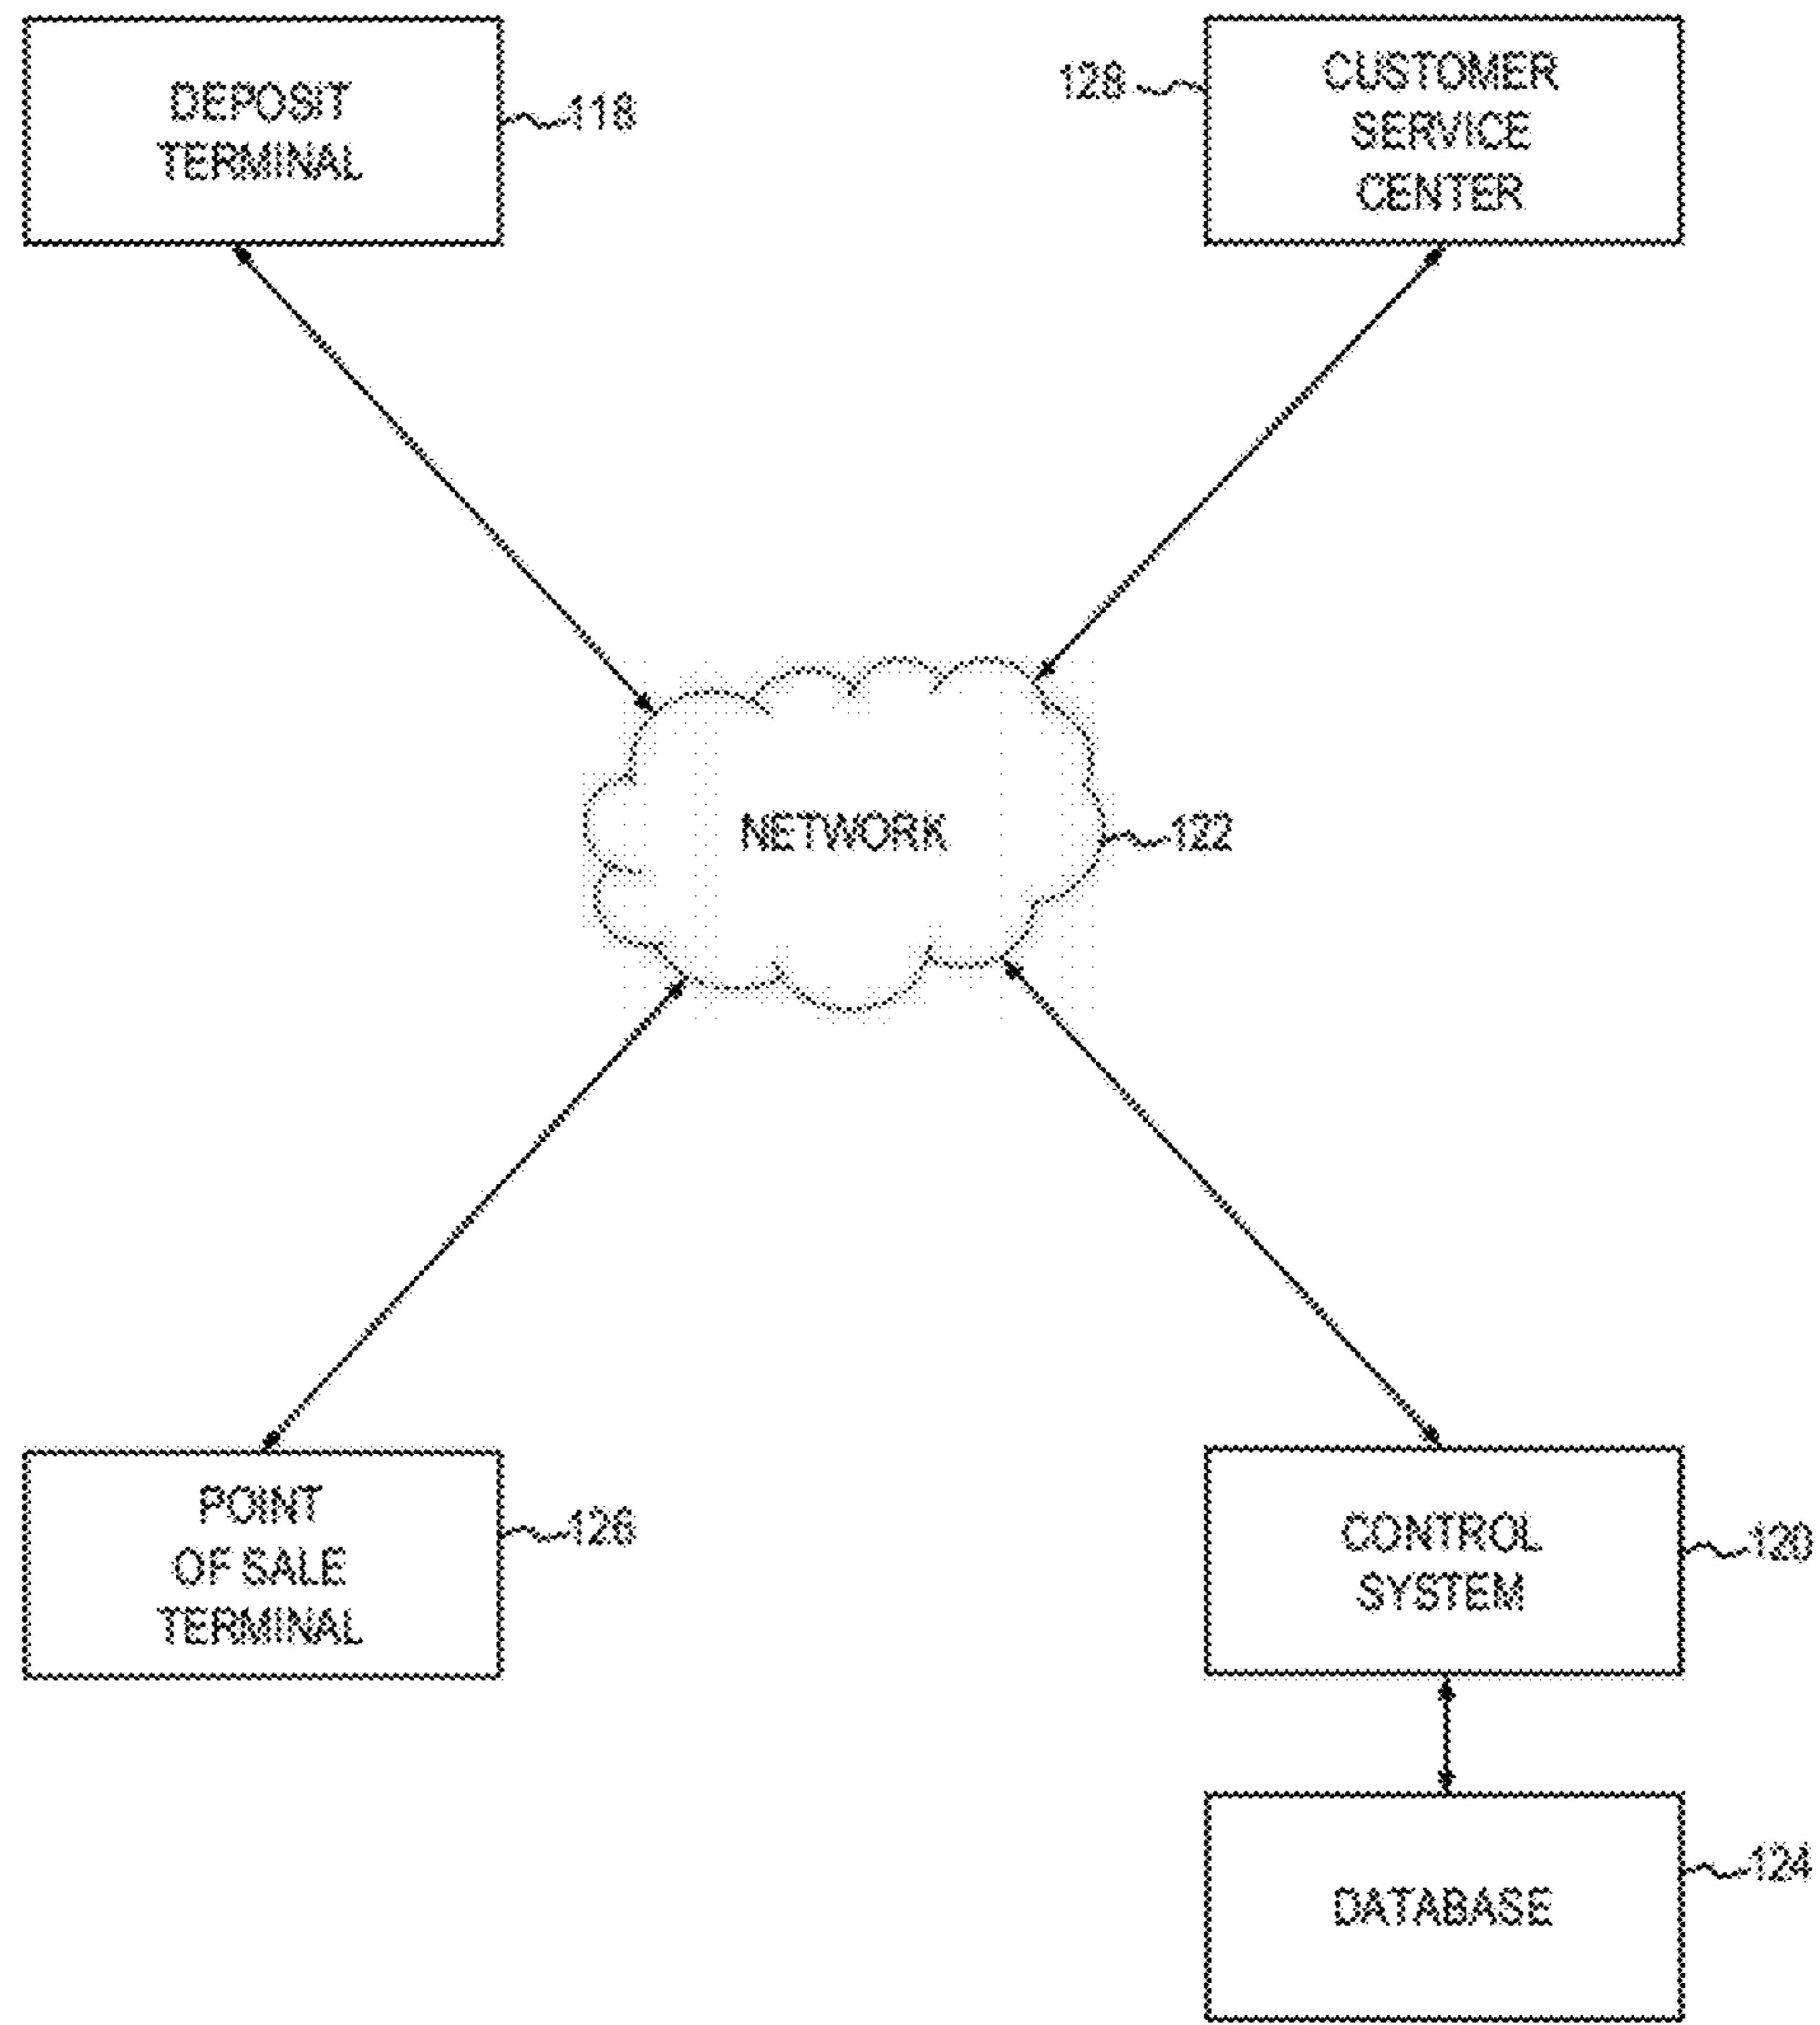 DEPOSIT
TERMINAL
118
128
CUSTOMER
SERVICE
CENTER
NETWORK
122
POINT
OF SALE
TERMINAL
126
CONTROL
SYSTEM
120
DATABASE
124